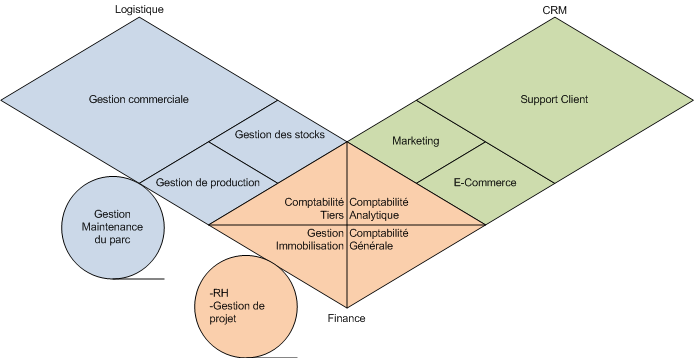 Logistique
CRM
Gestion commerciale
Support Client
Gestion des stocks
Marketing
Gestion de production
E-Commerce
Comptabilité
Tiers
Comptabilité
Analytique
Gestion
Maintenance
du parc
Gestion
Immobilisation
Comptabilité
Générale
-RH
-Gestion de
projet
Finance